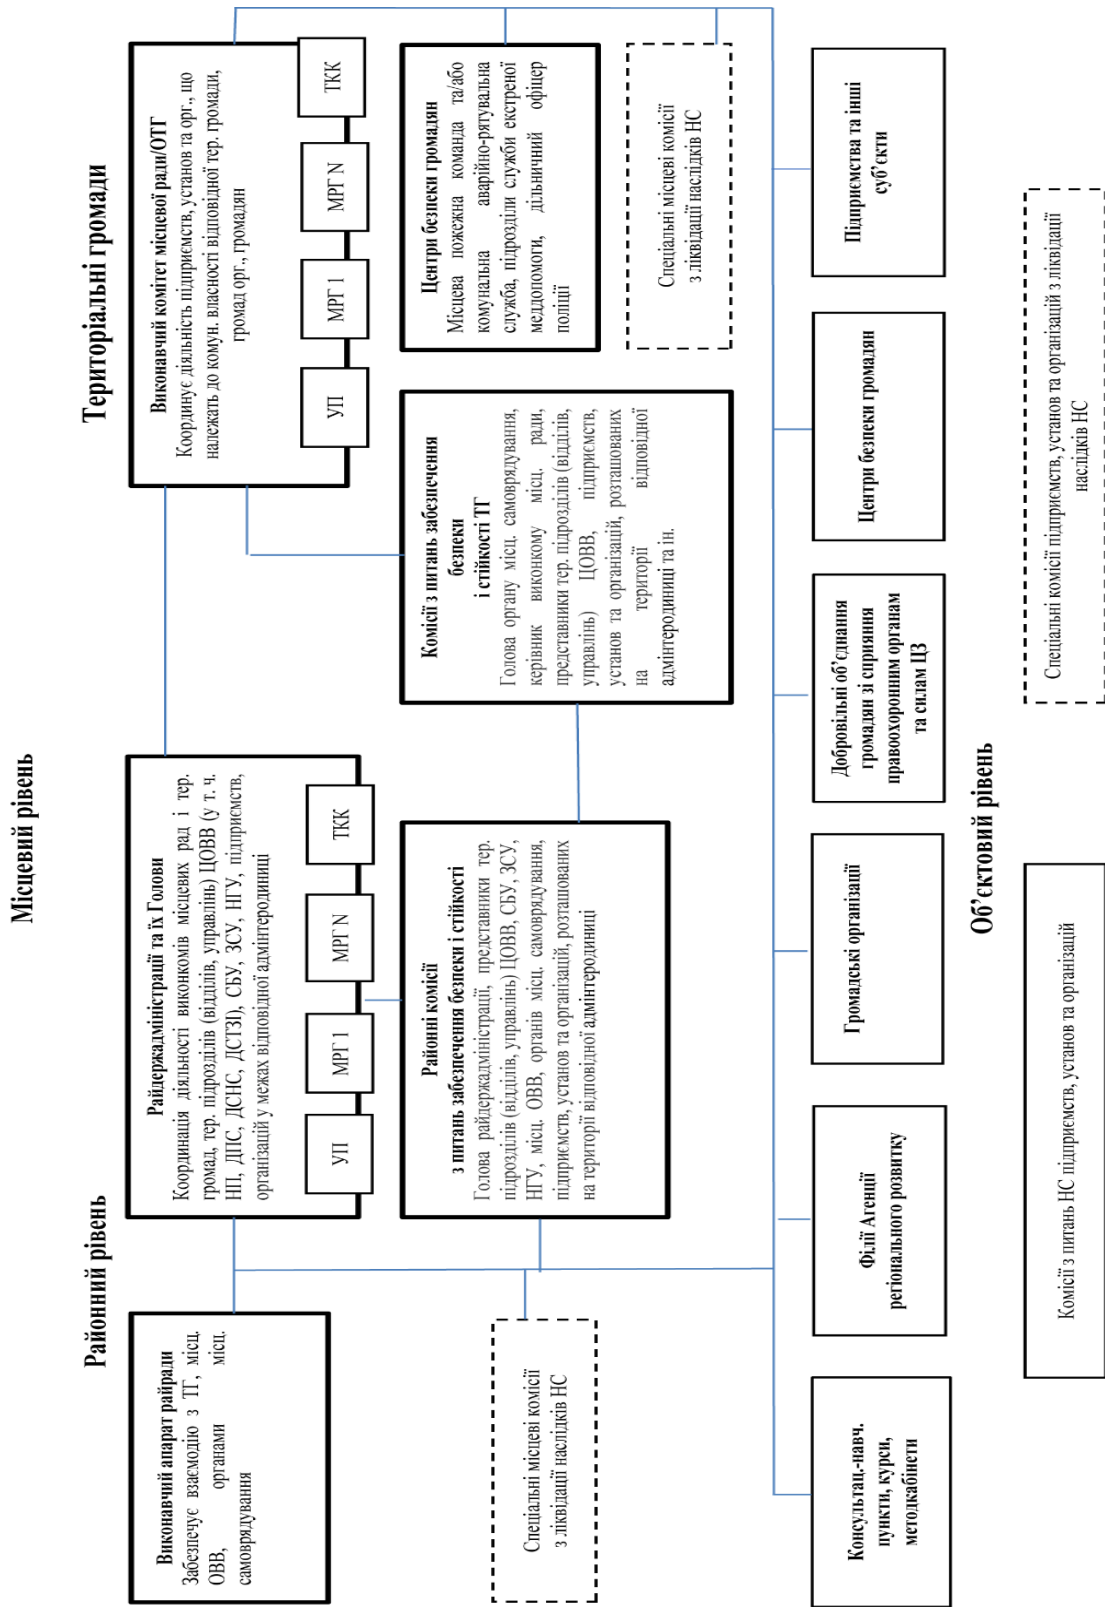 Місцевий рівень
Районний рівень
Територіальні громади
Виконавчий апарат райради
Забезпечує взаємодію з ТГ, місц.
ОВВ, органами місц.
самоврядування
Райдержадміністрації та їх Голови
Координація діяльності виконкомів місцевих рад і тер.
громад, тер. підрозділів (відділів, управлінь) ЦОВВ (у т. ч.
НП, ДПС, ДСНС, ДСТЗІ), СБУ, ЗСУ, НГУ, підприємств,
організацій у межах відповідної адмінтеродиниці
УП
МРГ 1
МРГ N
ТКК
Виконавчий комітет місцевої ради/ОТГ
Координує діяльність підприємств, установ та орг., що
належать до комун. власності відповідної тер. громади,
громад орг., громадян
УП
МРГ 1
МРГ N
ТКК
Спеціальні місцеві комісії
з ліквідації наслідків НС
Районні комісії
з питань забезпечення безпеки і стійкості
Голова райдержадміністрації, представники тер.
підрозділів (відділів, управлінь) ЦОВВ, СБУ, ЗСУ,
НГУ, місц. ОВВ, органів місц. самоврядування,
підприємств, установ та організацій, розташованих
на території відповідної адмінтеродиниці
Комісії з питань забезпечення
безпеки
і стійкості ТГ
Голова органу місц. самоврядування,
керівник виконкому місц. ради,
представники тер. підрозділів (відділів,
управлінь) ЦОВВ, підприємств,
установ та організацій, розташованих
на території відповідної
адмінтеродиниці та ін.
Центри безпеки громадян
Місцева пожежна команда та/або
комунальна аварійно-рятувальна
служба, підрозділи служби екстреної
меддопомоги, дільничний офіцер
поліції
Спеціальні місцеві комісії
з ліквідації наслідків НС
Консультац.-навч.
пункти, курси,
методкабінети
Філії Агенції
регіонального розвитку
Громадські організації
Добровільні об’єднання
громадян зі сприяння
правоохоронним органам
та силам ЦЗ
Центри безпеки громадян
Підприємства та інші
суб’єкти
Об’єктовий рівень
Комісії з питань НС підприємств, установ та організацій
Спеціальні комісії підприємств, установ та організацій з ліквідації
наслідків НС